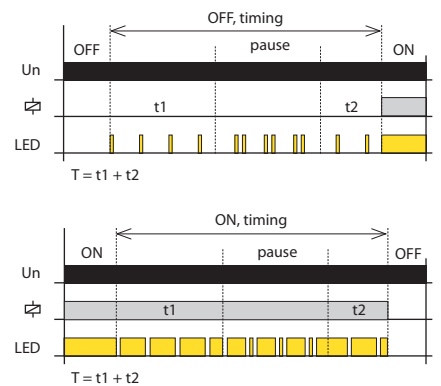 OFF, timing
OFF pause ON
Un
t1 t2
LED
T = t1 + t2
ON, timing
ON pause OFF
Un
t1 t2
LED
T = t1 + t2